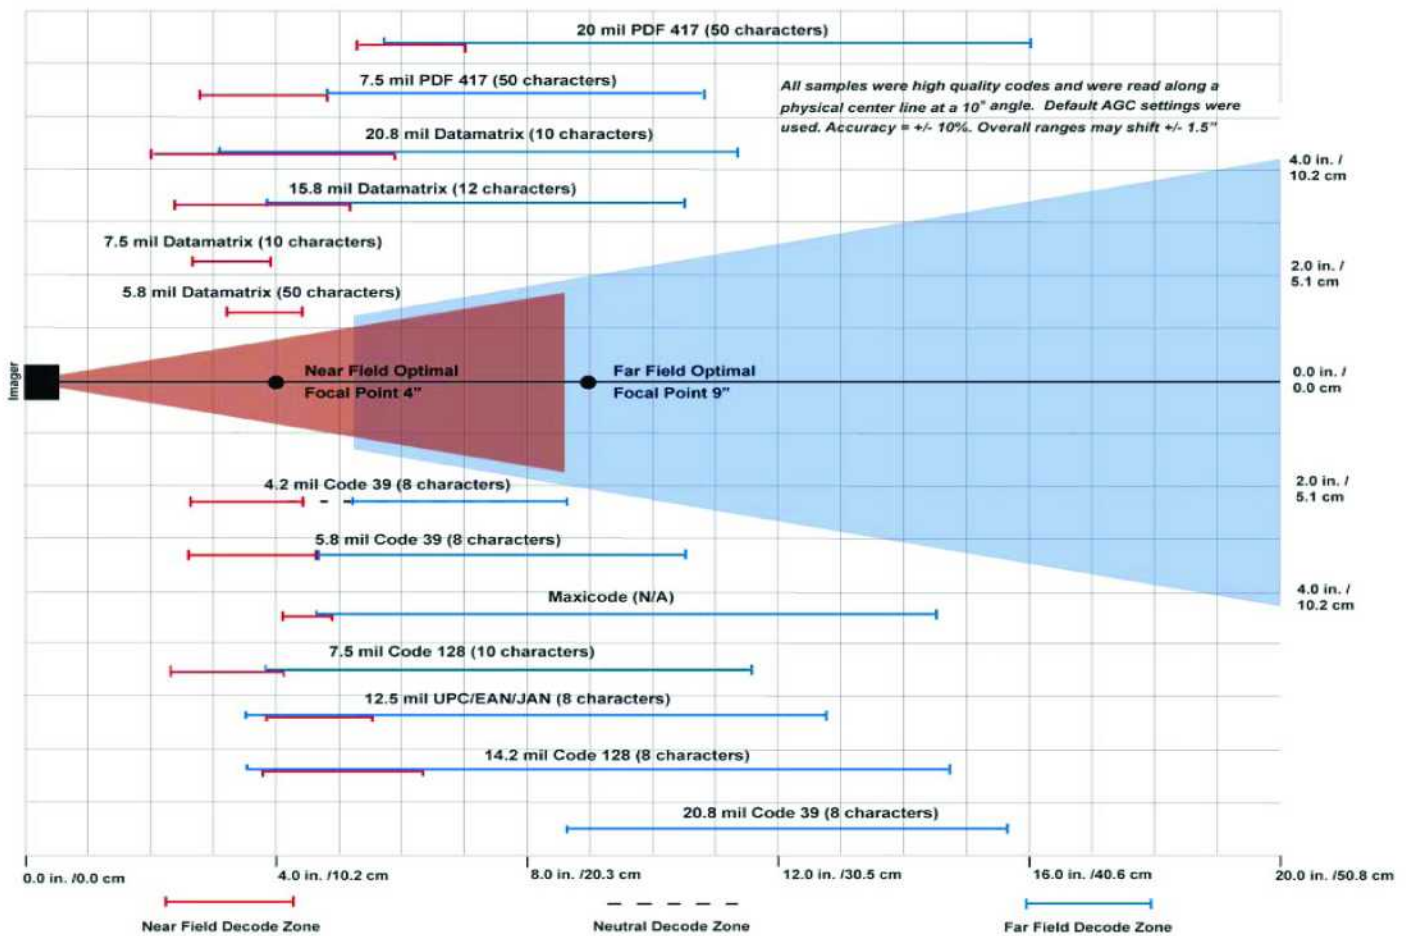 20 mil PDF 417 (50 characters)
7.5 mil PDF 417 (50 characters)
All samples were high quality codes and were read along a
physical center line at a 10° angle. Default AGC settings were
used. Accuracy = +/- 10%. Overall ranges may shift +/- 1.5"
20.8 mil Datamatrix (10 characters)
4.0 in. /
10.2 cm
15.8 mil Datamatrix (12 characters)
7.5 mil Datamatrix (10 characters)
2.0 in. /
5.1 cm
5.8 mil Datamatrix (50 characters)
Imager
Near Field Optimal
Focal Point 4"
Far Field Optimal
Focal Point 9"
0.0 in. /
0.0 cm
4.2 mil Code 39 (8 characters)
2.0 in. /
5.1 cm
5.8 mil Code 39 (8 characters)
Maxicode (N/A)
4.0 in. /
10.2 cm
7.5 mil Code 128 (10 characters)
12.5 mil UPC/EAN/JAN (8 characters)
14.2 mil Code 128 (8 characters)
20.8 mil Code 39 (8 characters)
0.0 in. /0.0 cm
4.0 in. /10.2 cm
8.0 in. /20.3 cm
12.0 in. /30.5 cm
16.0 in. /40.6 cm
20.0 in. /50.8 cm
Near Field Decode Zone
Neutral Decode Zone
Far Field Decode Zone